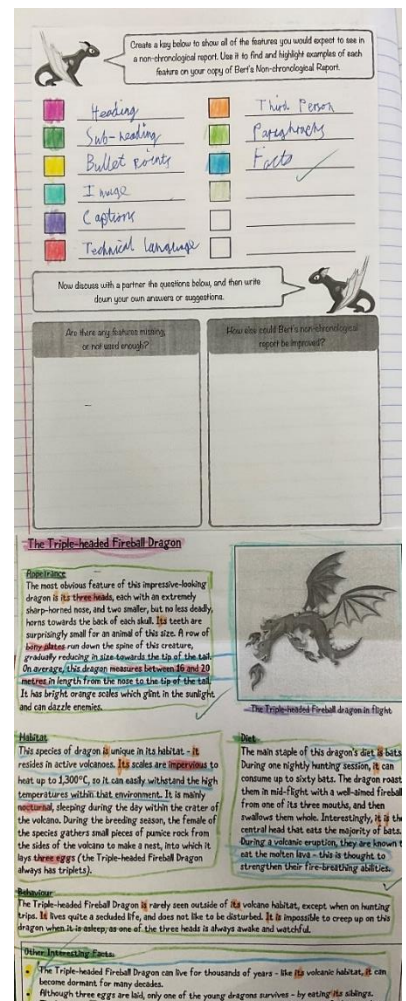 Create a key below to show all of the features you would expect to see in
a non-chronological report. Use it to find and highlight examples of each
feature on your copy of Bert's Non-chronological Report.
Heading
Sub-heading
Bullet points
Image
Captions
Technical Language
Third Person
Paragraphs
Facts
Now discuss with a partner the questions below, and then write
down your own answers or suggestions.
Are there any features missing,
or not used enough?
How else could Bert's non-chronological
report be improved?
The Triple-headed Fireball Dragon
Appearance
The most obvious feature of this impressive-looking
dragon is its three heads, each with an extremely
sharp-horned nose, and two smaller, but no less deadly,
horns towards the back of each skull. Its teeth are
surprisingly small for an animal of this size. A row of
bony plates run down the spine of this creature,
gradually reducing in size towards the tip of the tail.
On average, this dragon measures between 16 and 20
metres in length from the nose to the tip of the tail.
It has bright orange scales which glint in the sunlight
and can dazzle enemies.
The Triple-headed Fireball dragon in flight
Habitat
This species of dragon is unique in its habitat - it
resides in active volcanoes. Its scales are impervious to
heat up to 1,300°C, so it can easily withstand the high
temperatures within that environment. It is mainly
nocturnal, sleeping during the day within the crater of
the volcano. During the breeding season, the female of
the species gathers small pieces of pumice rock from
the sides of the volcano to make a nest, into which it
lays three eggs (the Triple-headed Fireball Dragon
always has triplets).
Diet
The main staple of this dragon's diet is bats
During one nightly hunting session, it can
consume up to sixty bats. The dragon roast
them in mid-flight with a well-aimed fireball
from one of its three mouths, and then
swallows them whole. Interestingly, it is the
central head that eats the majority of bats.
During a volcanic eruption, they are known t
eat the molten lava - this is thought to
strengthen their fire-breathing abilities.
Behaviour
The Triple-headed Fireball Dragon is rarely seen outside of its volcano habitat, except when on hunting
trips. It lives quite a secluded life, and does not like to be disturbed. It is impossible to creep up on this
dragon when it is asleep, as one of the three heads is always awake and watchful.
Other Interesting Facts
The Triple-headed Fireball Dragon can live for thousands of years - like its volcanic habitat, it can
become dormant for many decades.
Although three eggs are laid, only one of the young dragons survives - by eating its siblings.